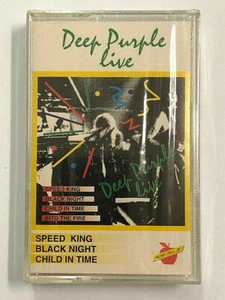 Deep Purple
live
SPEED KING
BLACK NIGHT
CHILD IN TIME
INTO THE FIRE
Deep Purple
live
SPEED KING
BLACK NIGHT
CHILD IN TIME